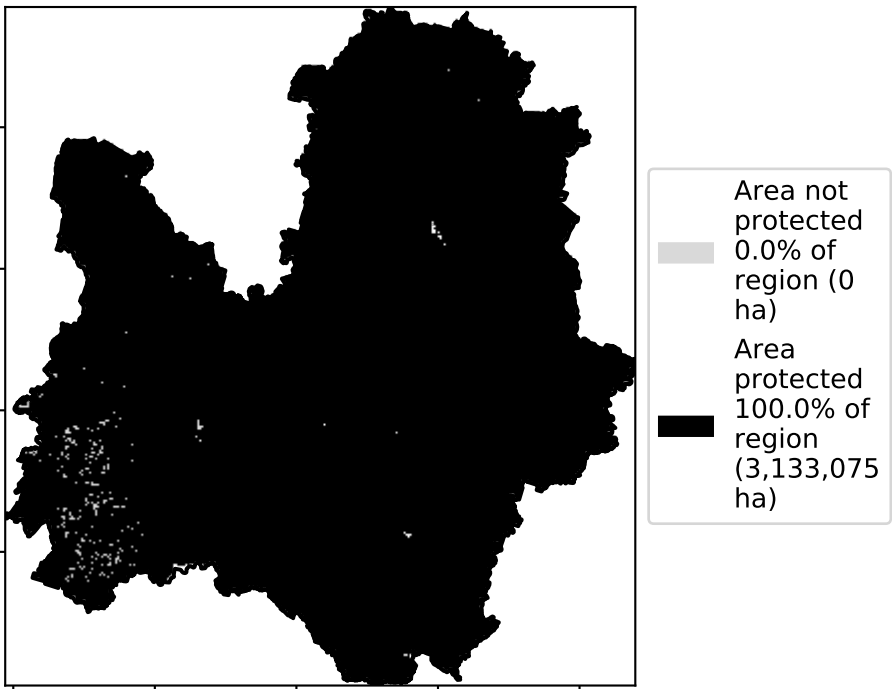 Area not
protected
0.0% of
region (0
ha)
Area
protected
100.0% of
region
(3,133,075
ha)